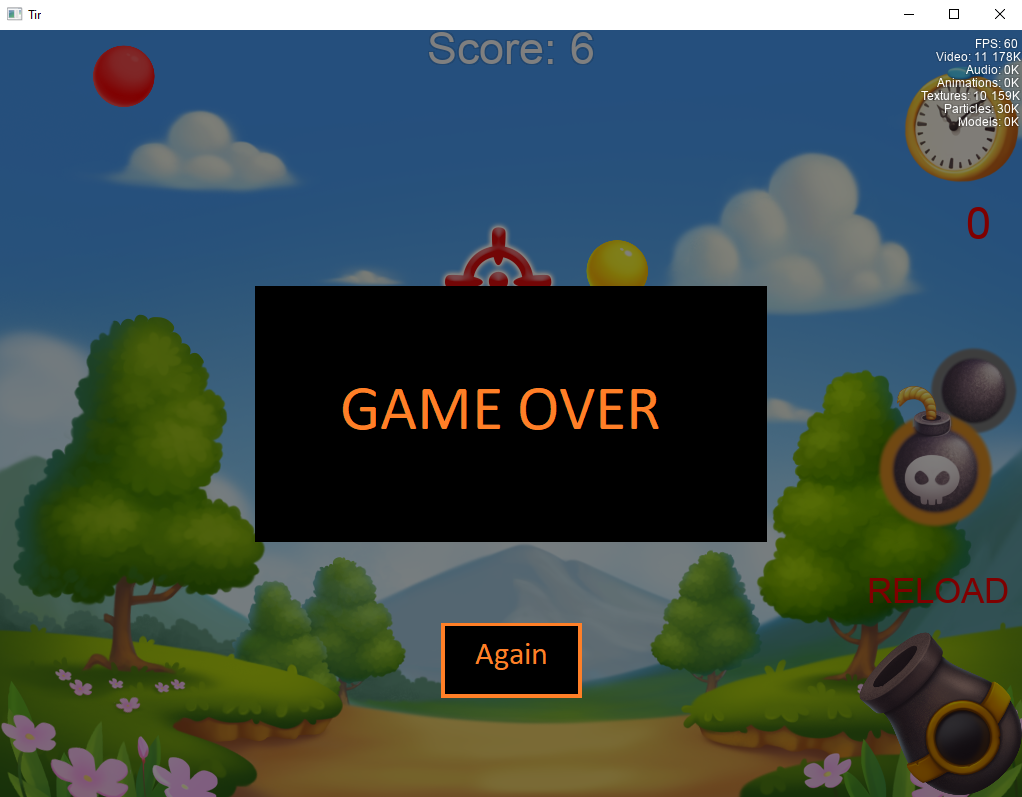 Tir
Score: 6
FPS: 60
Video: 11 178K
Audio: 0K
Animations: 0K
Textures: 10 159K
Particles: 30K
Models: 0K
0
GAME OVER
RELOAD
Again